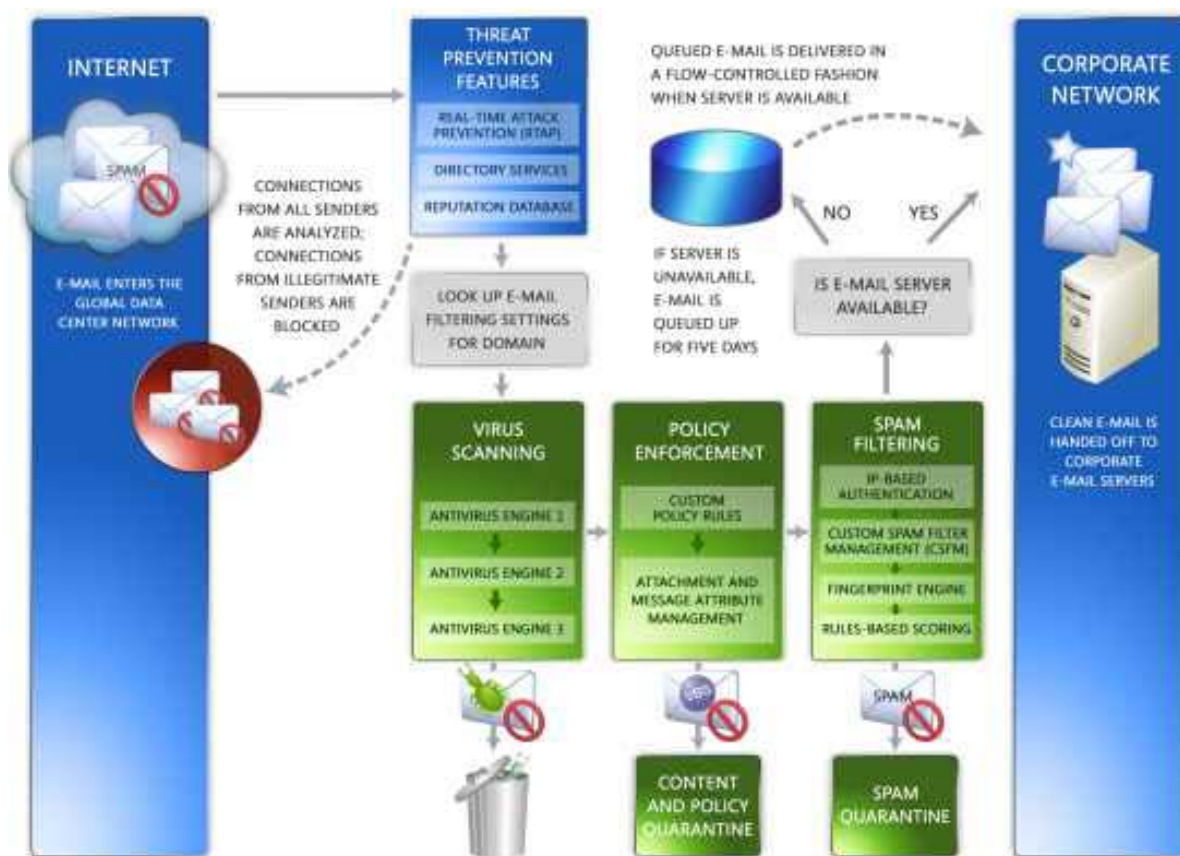 INTERNET
SPAM
E-MAIL ENTERS THE
GLOBAL DATA
CENTER NETWORK
CONNECTIONS
FROM ALL SENDERS
ARE ANALYZED;
CONNECTIONS
FROM ILLEGITIMATE
SENDERS ARE
BLOCKED
THREAT
PREVENTION
FEATURES
REAL-TIME ATTACK
PREVENTION (RTAP)
DIRECTORY SERVICES
REPUTATION DATABASE
LOOK UP E-MAIL
FILTERING SETTINGS
FOR DOMAIN
VIRUS
SCANNING
ANTIVIRUS ENGINE 1
ANTIVIRUS ENGINE 2
ANTIVIRUS ENGINE 3
POLICY
ENFORCEMENT
CUSTOM
POLICY RULES
ATTACHMENT AND
MESSAGE ATTRIBUTE
MANAGEMENT
CONTENT
AND POLICY
QUARANTINE
SPAM
FILTERING
IP-BASED
AUTHENTICATION
CUSTOM SPAM FILTER
MANAGEMENT (CSFM)
FINGERPRINT ENGINE
RULES-BASED SCORING
SPAM
SPAM
QUARANTINE
IS E-MAIL SERVER
AVAILABLE?
NO
YES
IF SERVER IS
UNAVAILABLE,
E-MAIL IS
QUEUED UP
FOR FIVE DAYS
QUEUED E-MAIL IS DELIVERED IN
A FLOW-CONTROLLED FASHION
WHEN SERVER IS AVAILABLE
CORPORATE
NETWORK
CLEAN E-MAIL IS
HANDED OFF TO
CORPORATE
E-MAIL SERVERS